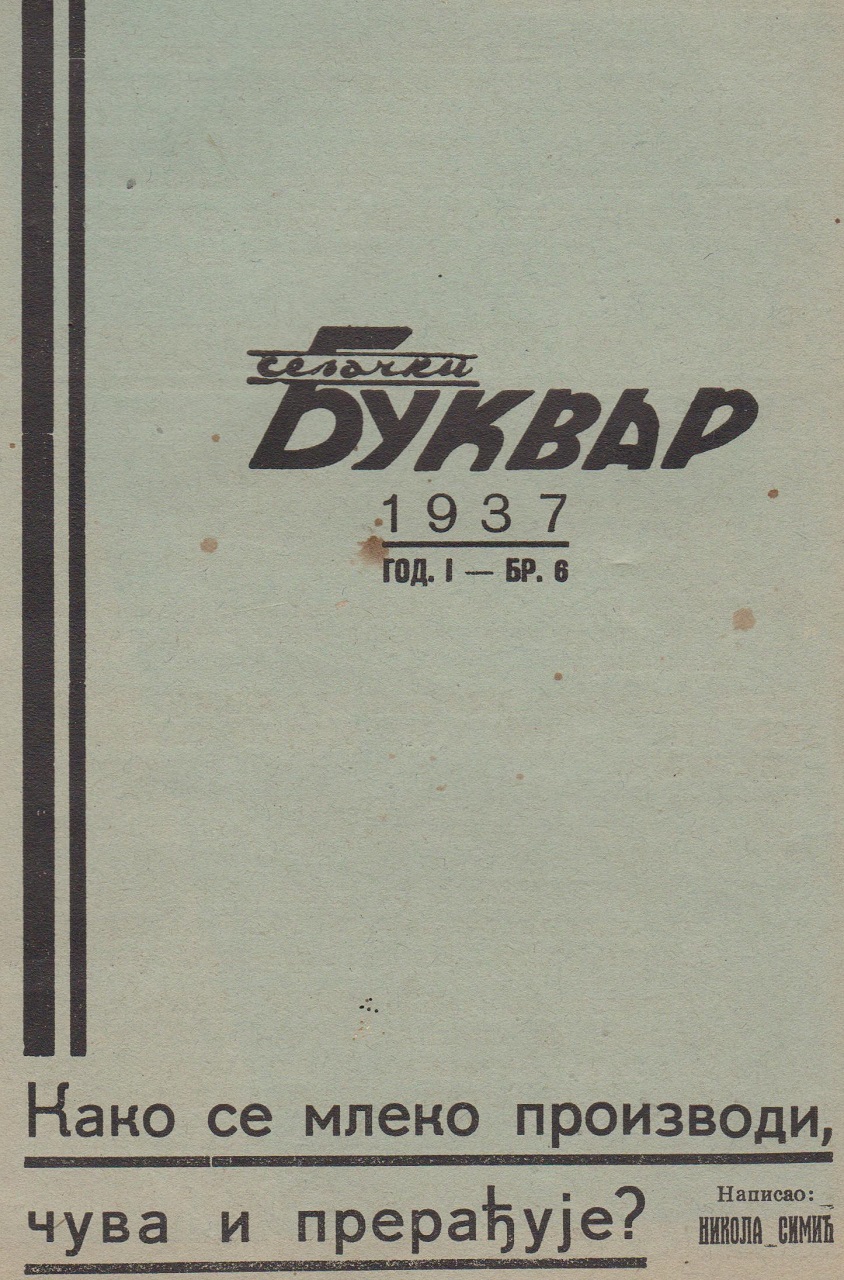 сељачки
БУКВАР
1937
ГОД. I — БР. 6
Како се млеко производи,
чува и прерађује?
Написао:
НИКОЛА СИМИЋ